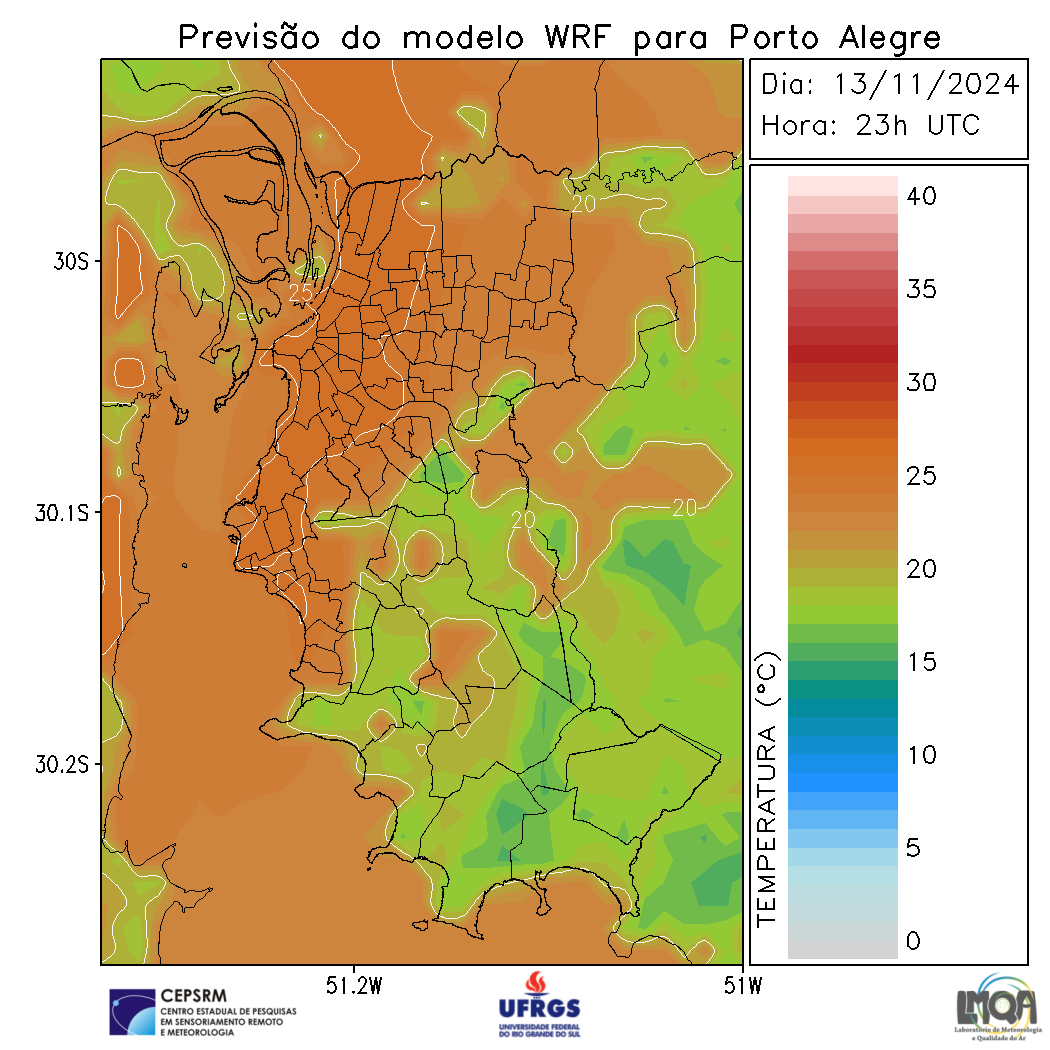 Previsão do modelo WRF para Porto Alegre
Dia: 13/11/2024
Hora: 23h UTC
40
35
30
25
20
15
10
5
0
TEMPERATURA (°C)
30S
30.1S
30.2S
51.2W
51W
20
25
20
20
CEPSRM
CENTRO ESTADUAL DE PESQUISAS
EM SENSORIAMENTO REMOTO
E METEOROLOGIA
UFRGS
UNIVERSIDADE FEDERAL
DO RIO GRANDE DO SUL
LMQA
Laboratório de Meteorologia
e Qualidade do Ar